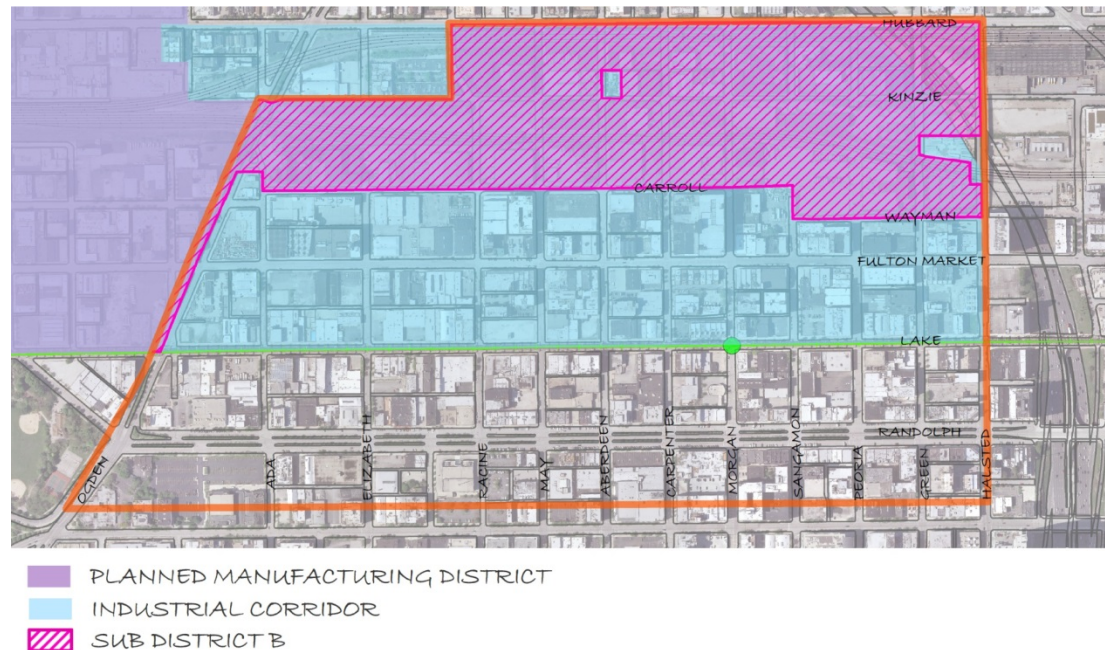 HUBBARD
KINZIE
CARROLL
WAYMAN
FULTON MARKET
LAKE
RANDOLPH
OGDEN
ADA
ELIZABETH
RACINE
MAY
ABERDEEN
CARPENTER
MORGAN
SANGAMON
PEORIA
GREEN
HALSTED
PLANNED MANUFACTURING DISTRICT
INDUSTRIAL CORRIDOR
SUB DISTRICT B